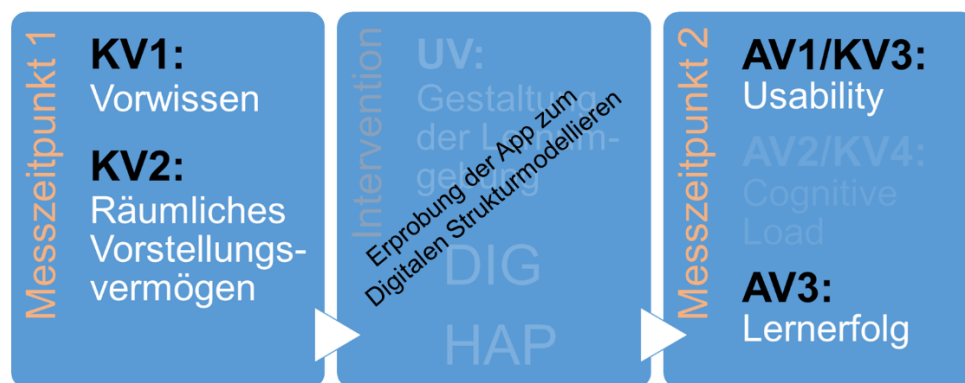 Messzeitpunkt 1
KV1:
Vorwissen
KV2:
Räumliches
Vorstellungs-
vermögen
Intervention
UV:
Gestaltung
der Lernum-
gebung
DIG
HAP
Erprobung der App zum
Digitalen Strukturmodellieren
Messzeitpunkt 2
AV1/KV3:
Usability
AV2/KV4:
Cognitive
Load
AV3:
Lernerfolg